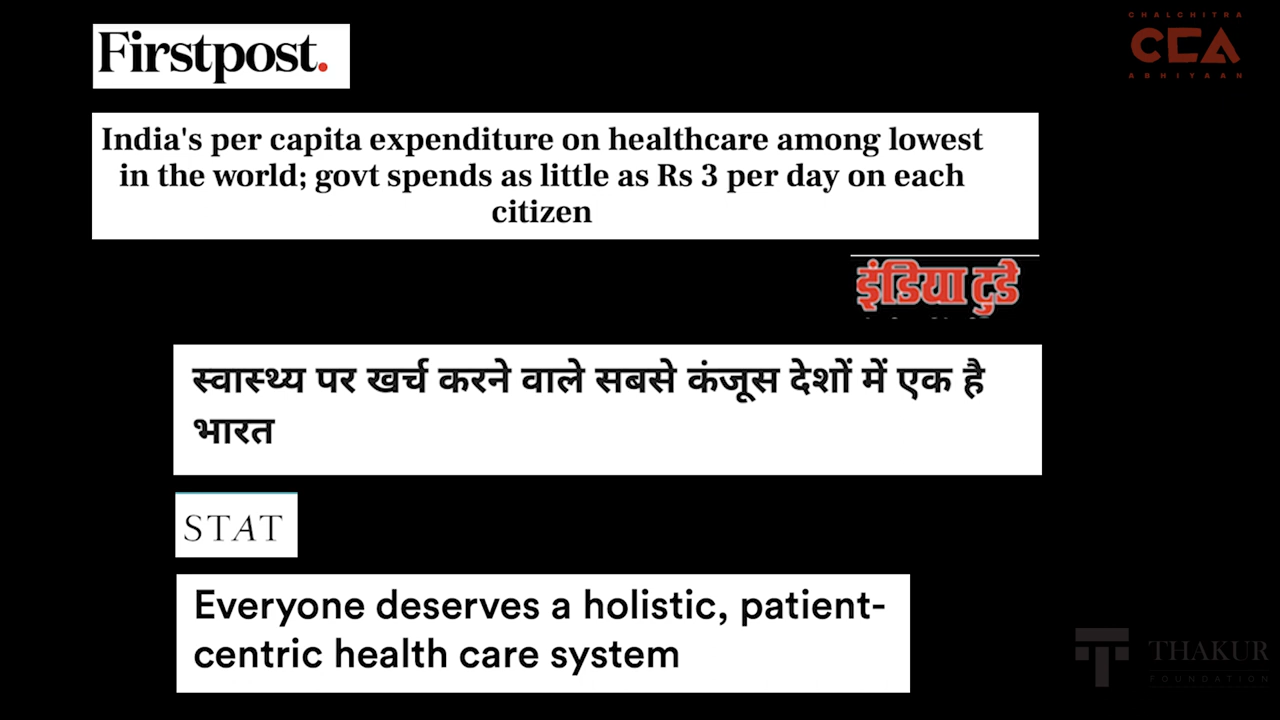 CHALCHITRA
CCA
ABHIYAAN
Firstpost.
India's per capita expenditure on healthcare among lowest
in the world; govt spends as little as Rs 3 per day on each
citizen
इंडिया टुडे
स्वास्थ्य पर खर्च करने वाले सबसे कंजूस देशों में एक है
भारत
STAT
Everyone deserves a holistic, patient-
centric health care system
THAKUR
FOUNDATION